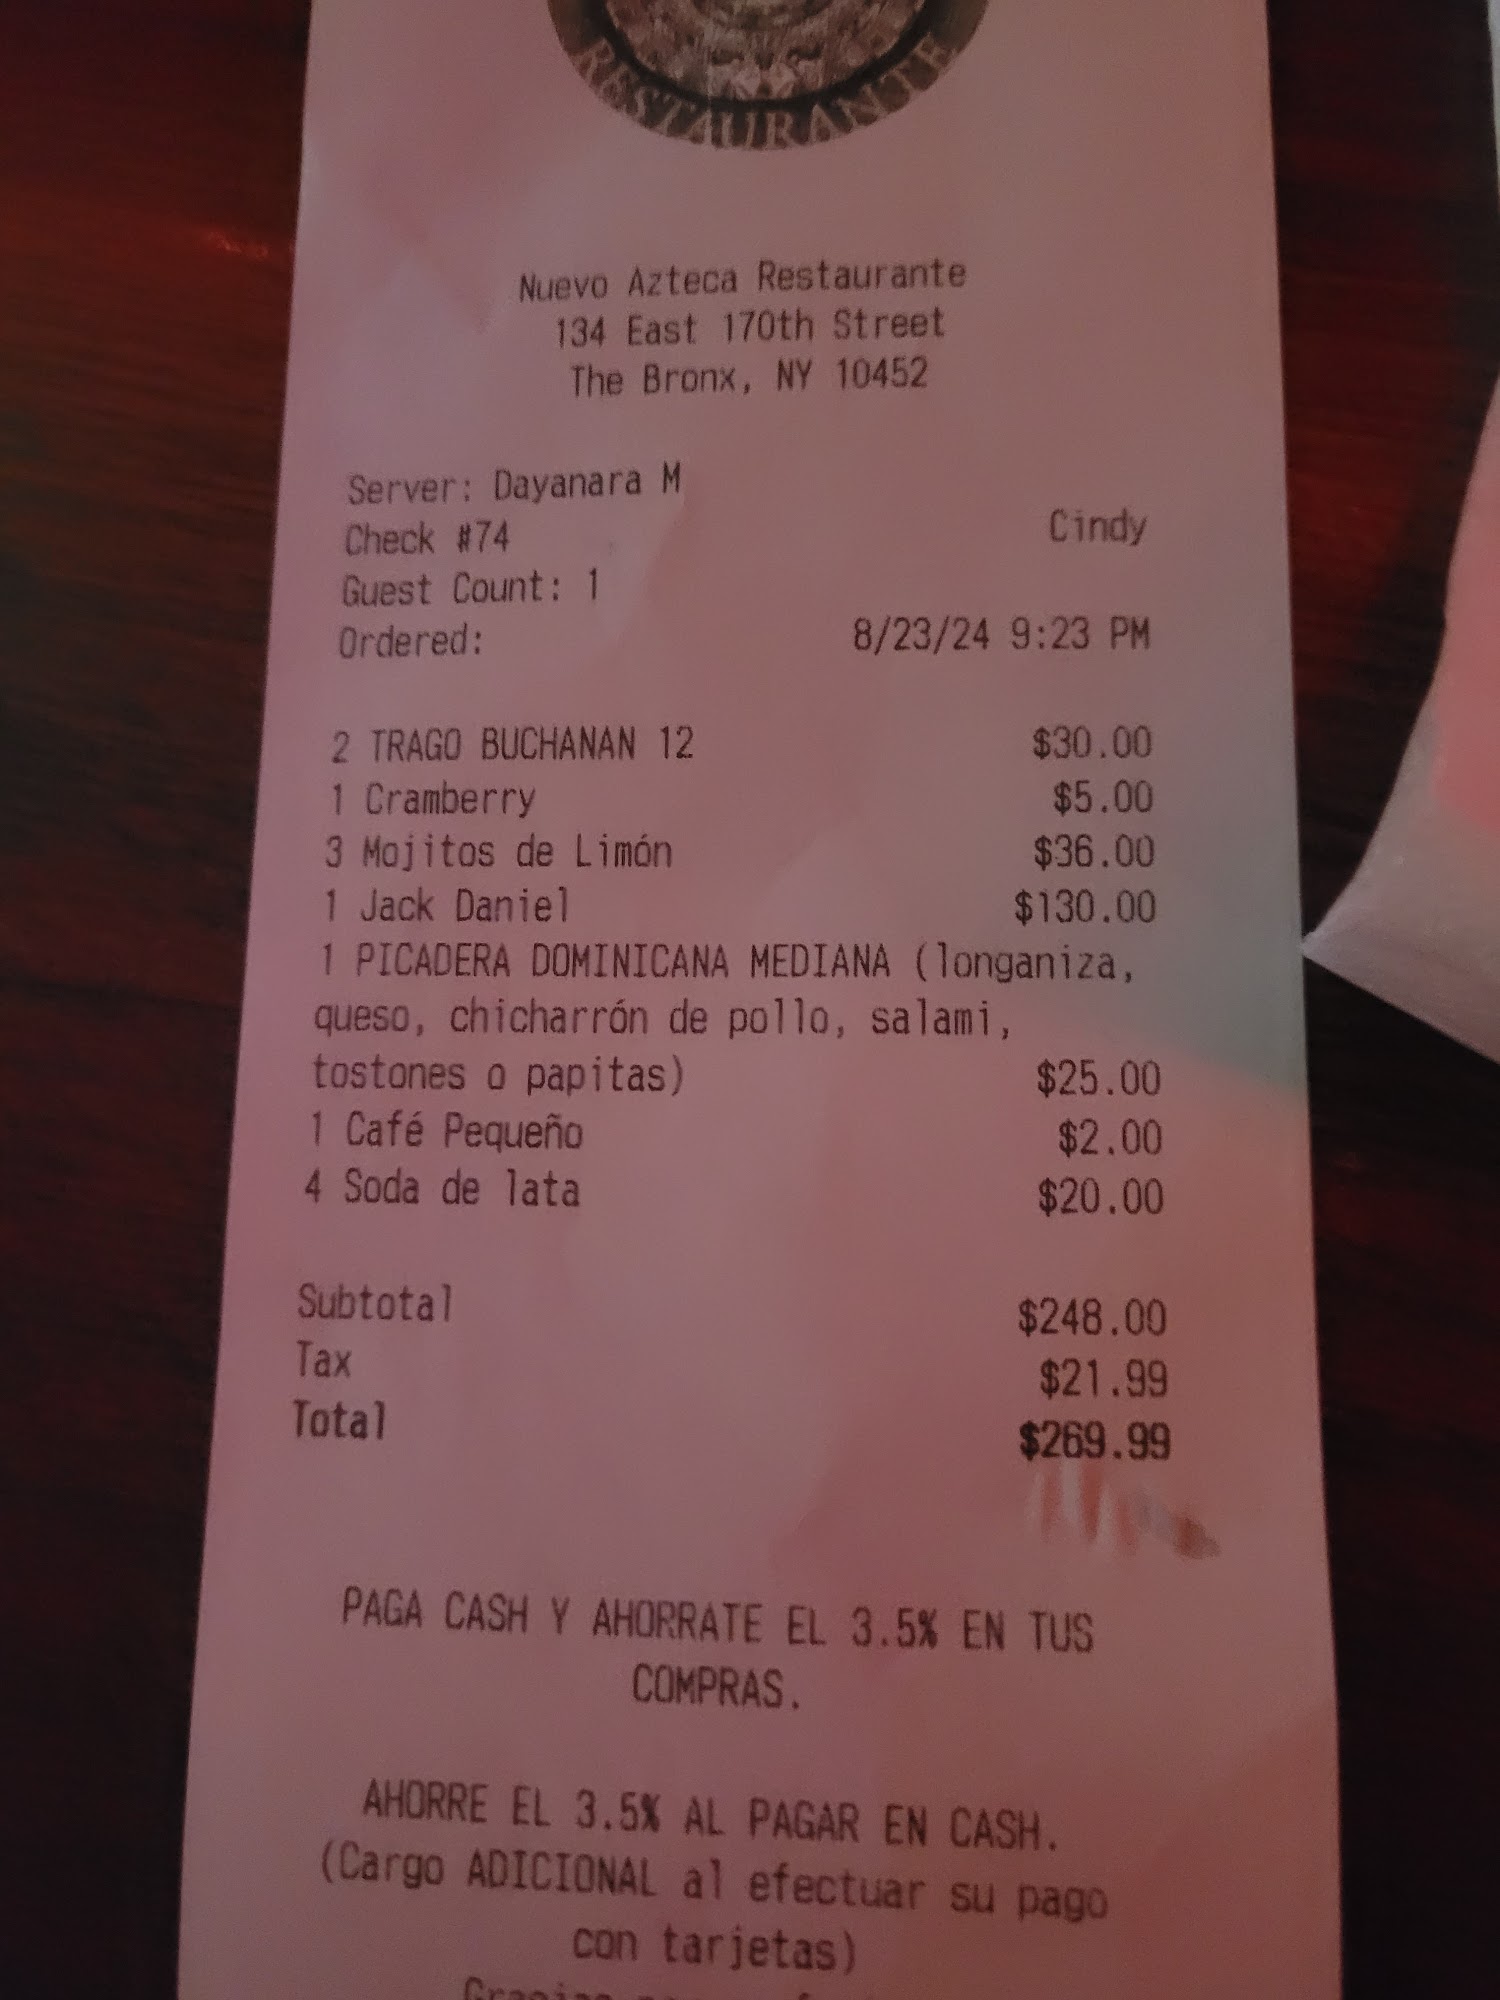 RESTAURANTE
Nuevo Azteca Restaurante
134 East 170th Street
The Bronx, NY 10452
Server: Dayanara M
Check #74 Cindy
Guest Count: 1
Ordered: 8/23/24 9:23 PM
2 TRAGO BUCHANAN 12 $30.00
1 Cramberry $5.00
3 Mojitos de Limón $36.00
1 Jack Daniel $130.00
1 PICADERA DOMINICANA MEDIANA (longaniza,
queso, chicharrón de pollo, salami,
tostones o papitas) $25.00
1 Café Pequeño $2.00
4 Soda de lata $20.00
Subtotal $248.00
Tax $21.99
Total $269.99
PAGA CASH Y AHORRATE EL 3.5% EN TUS
COMPRAS.
AHORRE EL 3.5% AL PAGAR EN CASH.
(Cargo ADICIONAL al efectuar su pago
con tarjetas)